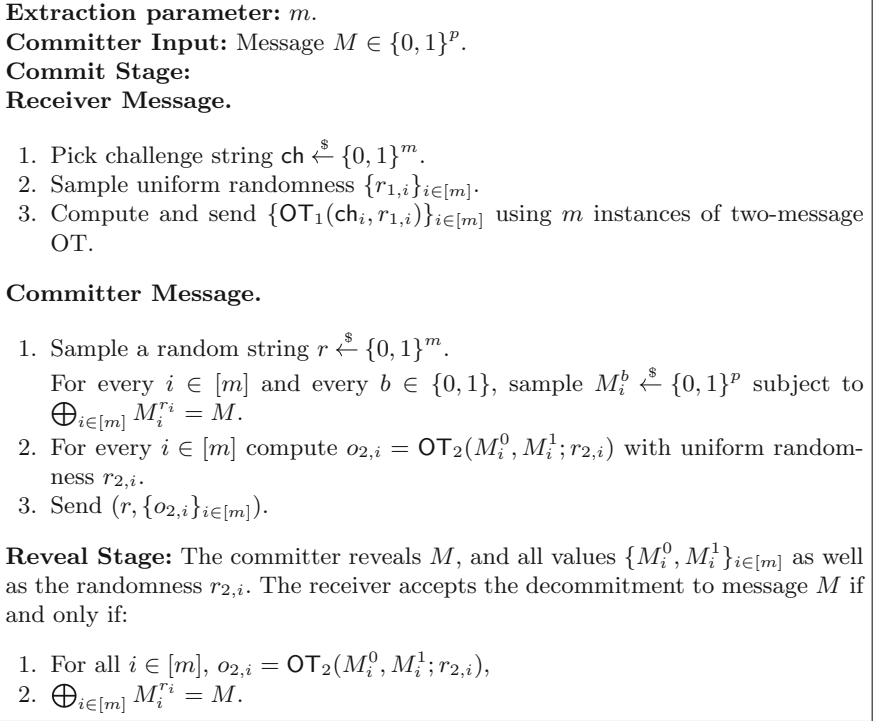 Extraction parameter: m.
Committer Input: Message M ∈ {0, 1}^p.
Commit Stage:
Receiver Message.
1. Pick challenge string ch ←$ {0, 1}^m.
2. Sample uniform randomness {r_{1,i}}_{i∈[m]}.
3. Compute and send {OT_1(ch_i, r_{1,i})}_{i∈[m]} using m instances of two-message
OT.
Committer Message.
1. Sample a random string r ←$ {0, 1}^m.
For every i ∈ [m] and every b ∈ {0, 1}, sample M_i^b ←$ {0, 1}^p subject to
⊕_{i∈[m]} M_i^{r_i} = M.
2. For every i ∈ [m] compute o_{2,i} = OT_2(M_i^0, M_i^1; r_{2,i}) with uniform random-
ness r_{2,i}.
3. Send (r, {o_{2,i}}_{i∈[m]}).
Reveal Stage: The committer reveals M, and all values {M_i^0, M_i^1}_{i∈[m]} as well
as the randomness r_{2,i}. The receiver accepts the decommitment to message M if
and only if:
1. For all i ∈ [m], o_{2,i} = OT_2(M_i^0, M_i^1; r_{2,i}),
2. ⊕_{i∈[m]} M_i^{r_i} = M.